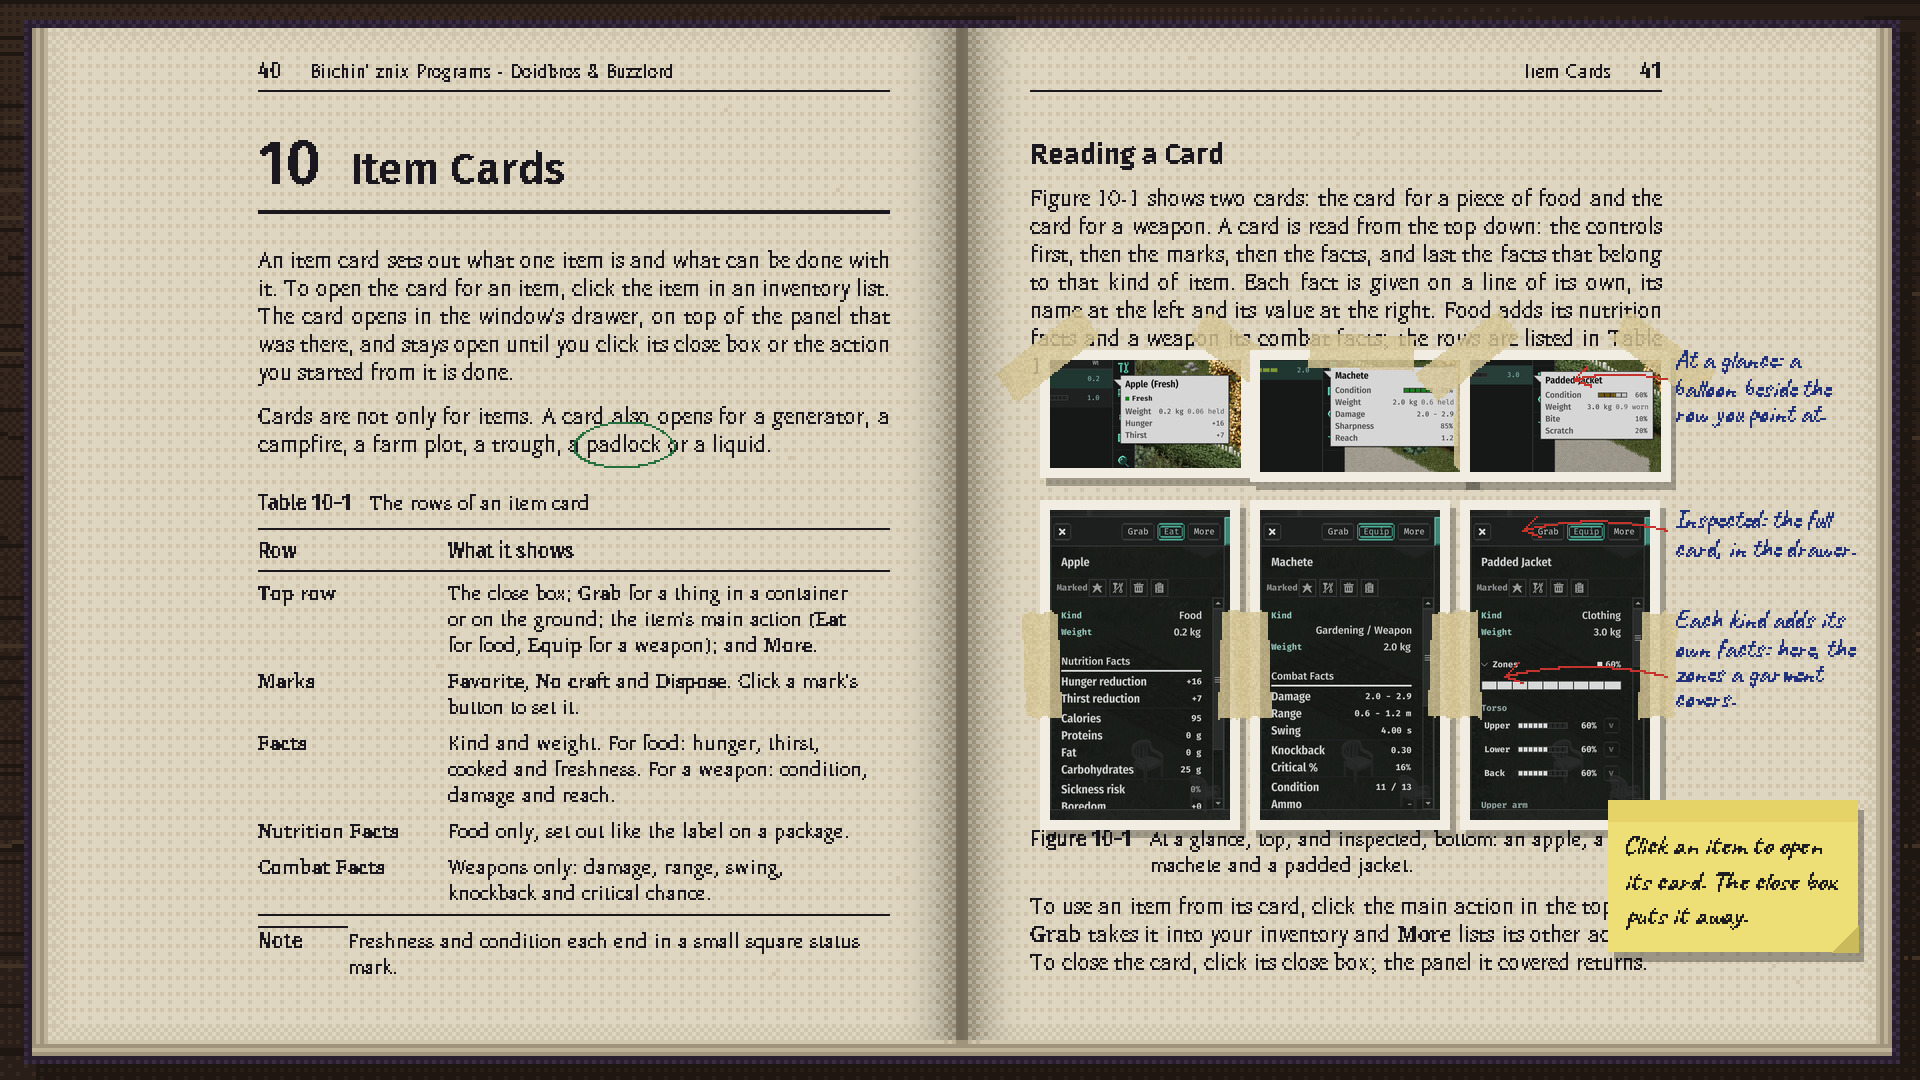 40 Birchin' znix Programs - Doidbros & Buzzlord
10 Item Cards
An item card sets out what one item is and what can be done with
it. To open the card for an item, click the item in an inventory list.
The card opens in the window's drawer, on top of the panel that
was there, and stays open until you click its close box or the action
you started from it is done.
Cards are not only for items. A card also opens for a generator, a
campfire, a farm plot, a trough, a padlock or a liquid.
Table 10-1 The rows of an item card
Row What it shows
Top row The close box; Grab for a thing in a container
or on the ground; the item's main action (Eat
for food, Equip for a weapon); and More.
Marks Favorite, No craft and Dispose. Click a mark's
button to set it.
Facts Kind and weight. For food: hunger, thirst,
cooked and freshness. For a weapon: condition,
damage and reach.
Nutrition Facts Food only, set out like the label on a package.
Combat Facts Weapons only: damage, range, swing,
knockback and critical chance.
Note Freshness and condition each end in a small square status
mark.
Item Cards 41
Reading a Card
Figure 10-1 shows two cards: the card for a piece of food and the
card for a weapon. A card is read from the top down: the controls
first, then the marks, then the facts, and last the facts that belong
to that kind of item. Each fact is given on a line of its own, its
name at the left and its value at the right. Food adds its nutrition
facts and a weapon its combat facts; the rows are listed in Table
1
0.2
1.0
Apple (Fresh)
Fresh
Weight 0.2 kg 0.06 held
Hunger +16
Thirst +7
2.0
Machete
Condition
Weight 2.0 kg 0.6 held
Damage 2.0 - 2.9
Sharpness 85%
Reach 1.2
3.0
Padded Jacket
Condition 60%
Weight 3.0 kg 0.9 worn
Bite 10%
Scratch 20%
At a glance: a
balloon beside the
row you point at.
Grab Eat More
Apple
Marked
Kind Food
Weight 0.2 kg
Nutrition Facts
Hunger reduction +16
Thirst reduction +7
Calories 95
Proteins 0 g
Fat 0 g
Carbohydrates 25 g
Sickness risk 0%
Boredom +0
Grab Equip More
Machete
Marked
Kind
Gardening / Weapon
Weight 2.0 kg
Combat Facts
Damage 2.0 - 2.9
Range 0.6 - 1.2 m
Swing 4.00 s
Knockback 0.30
Critical % 16%
Condition 11 / 13
Ammo -
Grab Equip More
Padded Jacket
Marked
Kind Clothing
Weight 3.0 kg
Zones 60%
Torso
Upper 60% v
Lower 60% v
Back 60% v
Upper arm
Inspected: the full
card, in the drawer.
Each kind adds its
own facts: here, the
zones a garment
covers.
Figure 10-1 At a glance, top, and inspected, bottom: an apple, a
machete and a padded jacket.
To use an item from its card, click the main action in the top
Grab takes it into your inventory and More lists its other ac
To close the card, click its close box; the panel it covered returns.
Click an item to open
its card. The close box
puts it away.